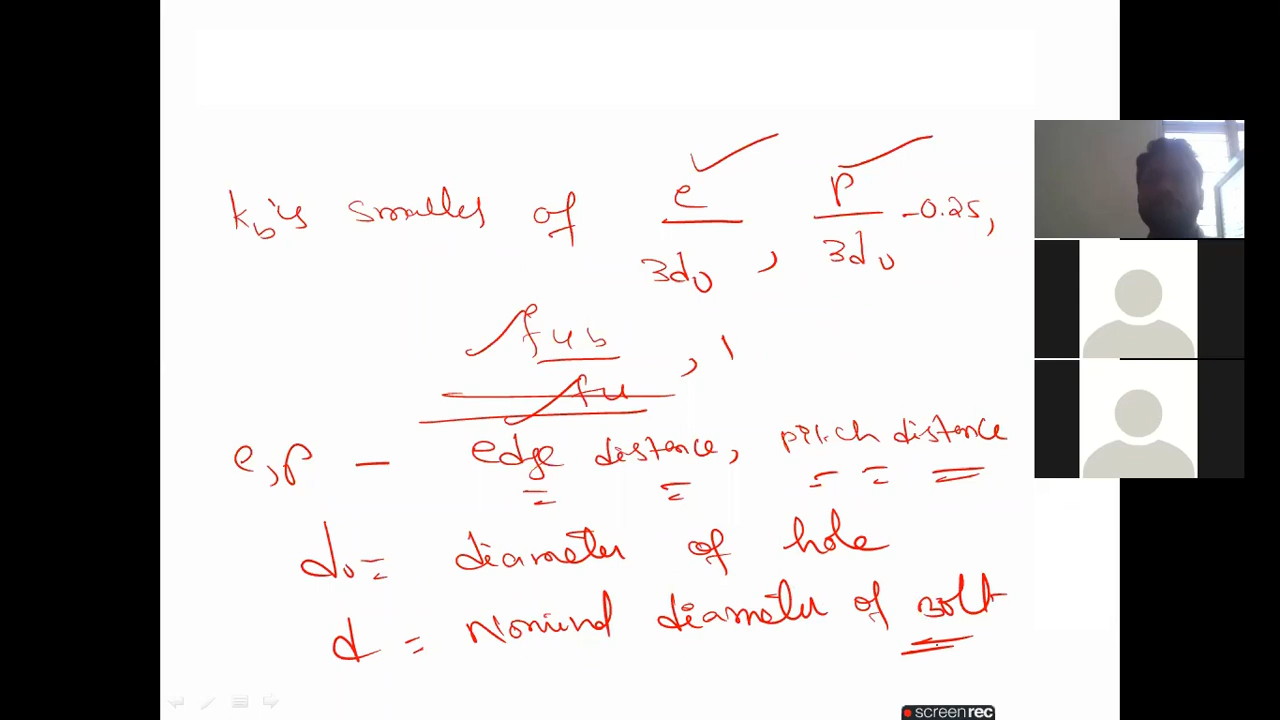 kb is smaller of e/3d0, p/3d0 - 0.25,
fub/fu, 1
e,p - edge distance, pitch distance
d0 = diameter of hole
d = Nominal diameter of bolt
screenrec